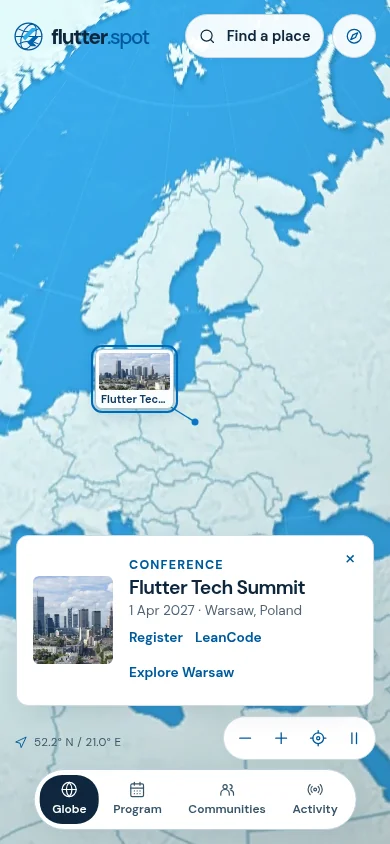 flutter.spot
Find a place
Flutter Tec...
CONFERENCE
Flutter Tech Summit
1 Apr 2027 · Warsaw, Poland
Register LeanCode
Explore Warsaw
52.2° N / 21.0° E
Globe Program Communities Activity